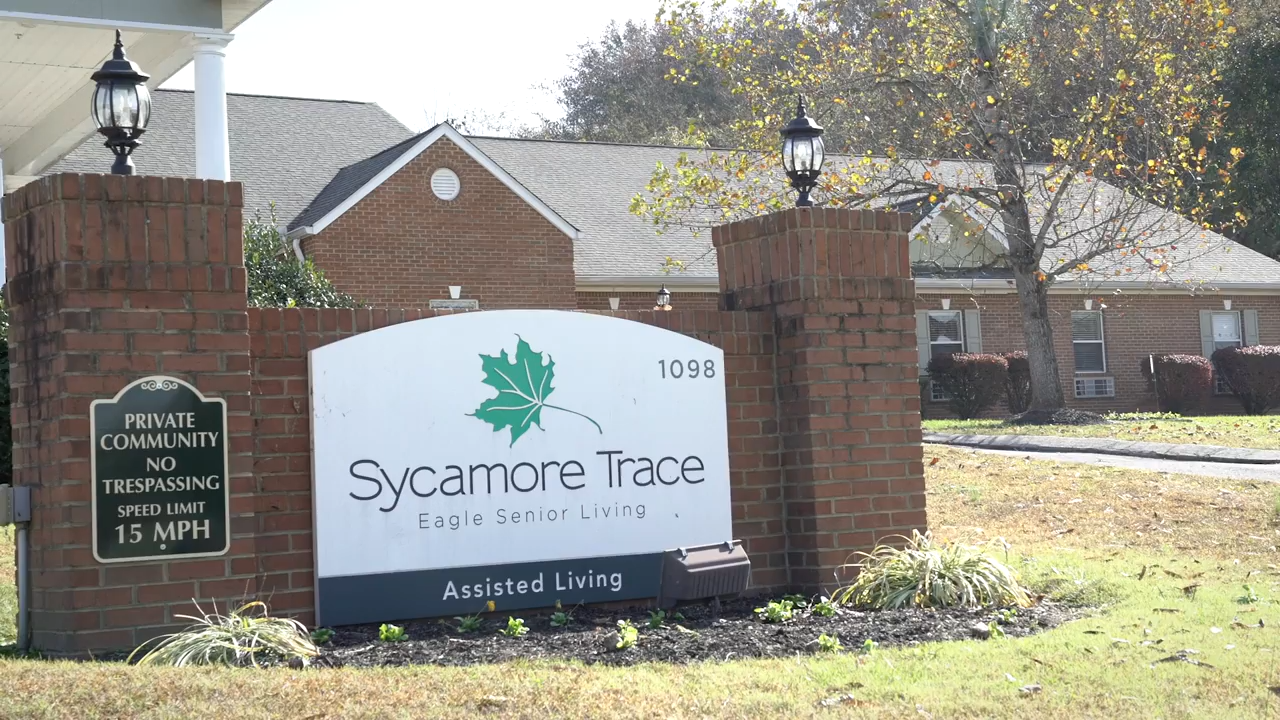 PRIVATE
COMMUNITY
NO
TRESPASSING
SPEED LIMIT
15 MPH
1098
Sycamore Trace
Eagle Senior Living
Assisted Living